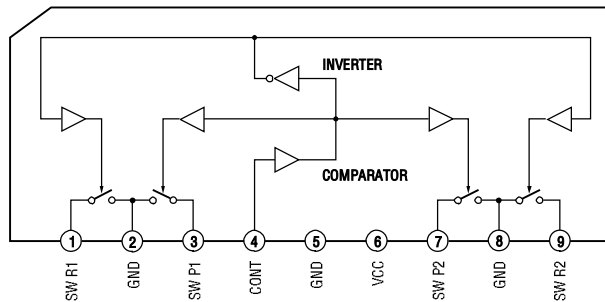 INVERTER
COMPARATOR
1 2 3 4 5 6 7 8 9
SW R1 GND SW P1 CONT GND VCC SW P2 GND SW R2